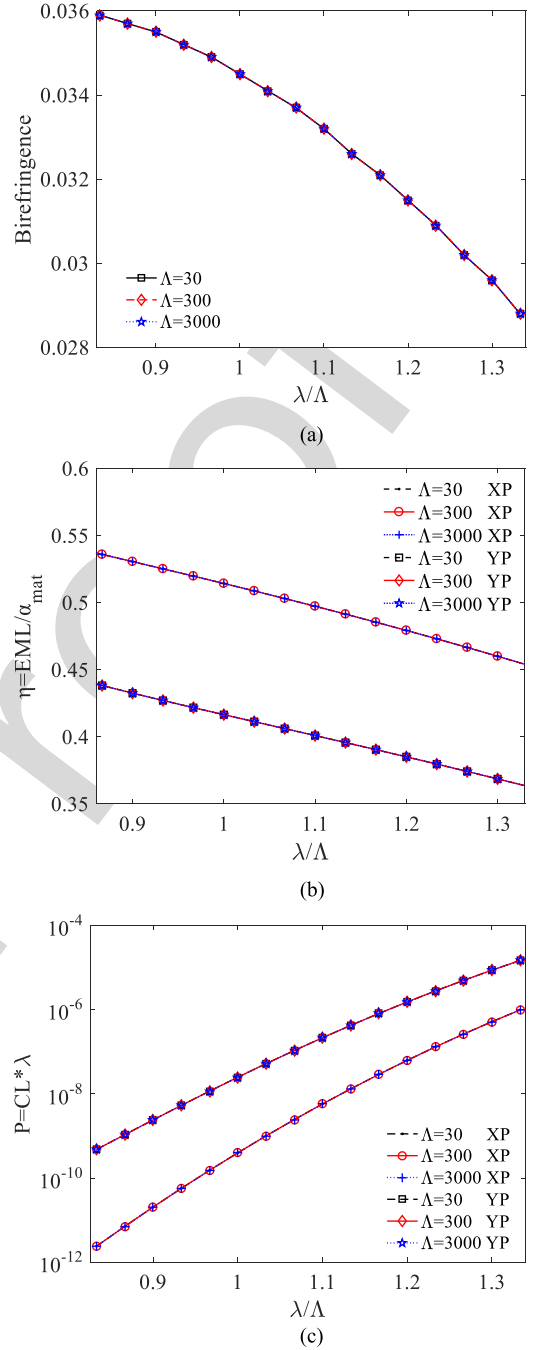 0.036
0.034
0.032
0.03
0.028
Birefringence
Λ=30
Λ=300
Λ=3000
0.9 1 1.1 1.2 1.3
λ/Λ
(a)
0.6
0.55
0.5
0.45
0.4
0.35
η=EML/α_mat
Λ=30 XP
Λ=300 XP
Λ=3000 XP
Λ=30 YP
Λ=300 YP
Λ=3000 YP
0.9 1 1.1 1.2 1.3
λ/Λ
(b)
10^-4
10^-6
10^-8
10^-10
10^-12
P=CL*λ
Λ=30 XP
Λ=300 XP
Λ=3000 XP
Λ=30 YP
Λ=300 YP
Λ=3000 YP
0.9 1 1.1 1.2 1.3
λ/Λ
(c)